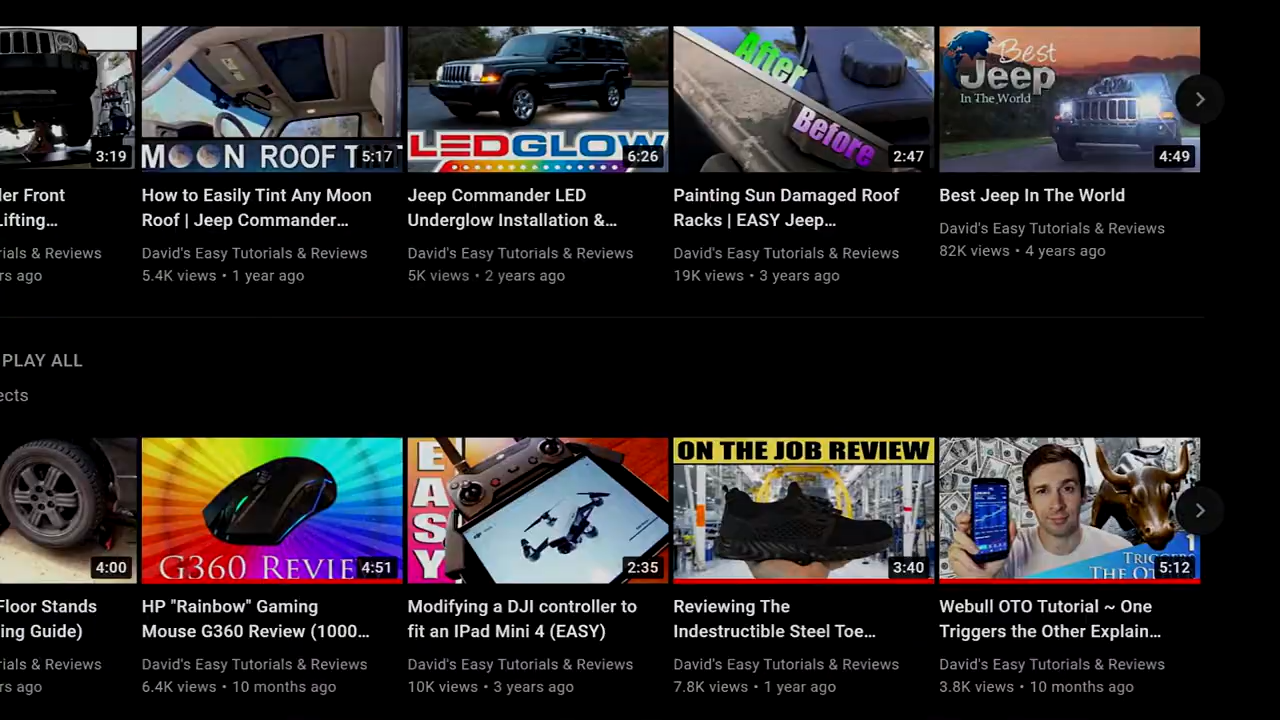 After
Best
Jeep
In The World
MOON ROOF T
LEDGLOW
Before
3:19
5:17
6:26
2:47
4:49
ler Front
Lifting…
ials & Reviews
rs ago
How to Easily Tint Any Moon
Roof | Jeep Commander…
David's Easy Tutorials & Reviews
5.4K views • 1 year ago
Jeep Commander LED
Underglow Installation &…
David's Easy Tutorials & Reviews
5K views • 2 years ago
Painting Sun Damaged Roof
Racks | EASY Jeep…
David's Easy Tutorials & Reviews
19K views • 3 years ago
Best Jeep In The World
David's Easy Tutorials & Reviews
82K views • 4 years ago
PLAY ALL
ects
G360 REVIE
EASY
ON THE JOB REVIEW
1
TRIGGERS
THE OT
4:00
4:51
2:35
3:40
5:12
Floor Stands
ing Guide)
ials & Reviews
rs ago
HP "Rainbow" Gaming
Mouse G360 Review (1000…
David's Easy Tutorials & Reviews
6.4K views • 10 months ago
Modifying a DJI controller to
fit an IPad Mini 4 (EASY)
David's Easy Tutorials & Reviews
10K views • 3 years ago
Reviewing The
Indestructible Steel Toe…
David's Easy Tutorials & Reviews
7.8K views • 1 year ago
Webull OTO Tutorial ~ One
Triggers the Other Explain…
David's Easy Tutorials & Reviews
3.8K views • 10 months ago